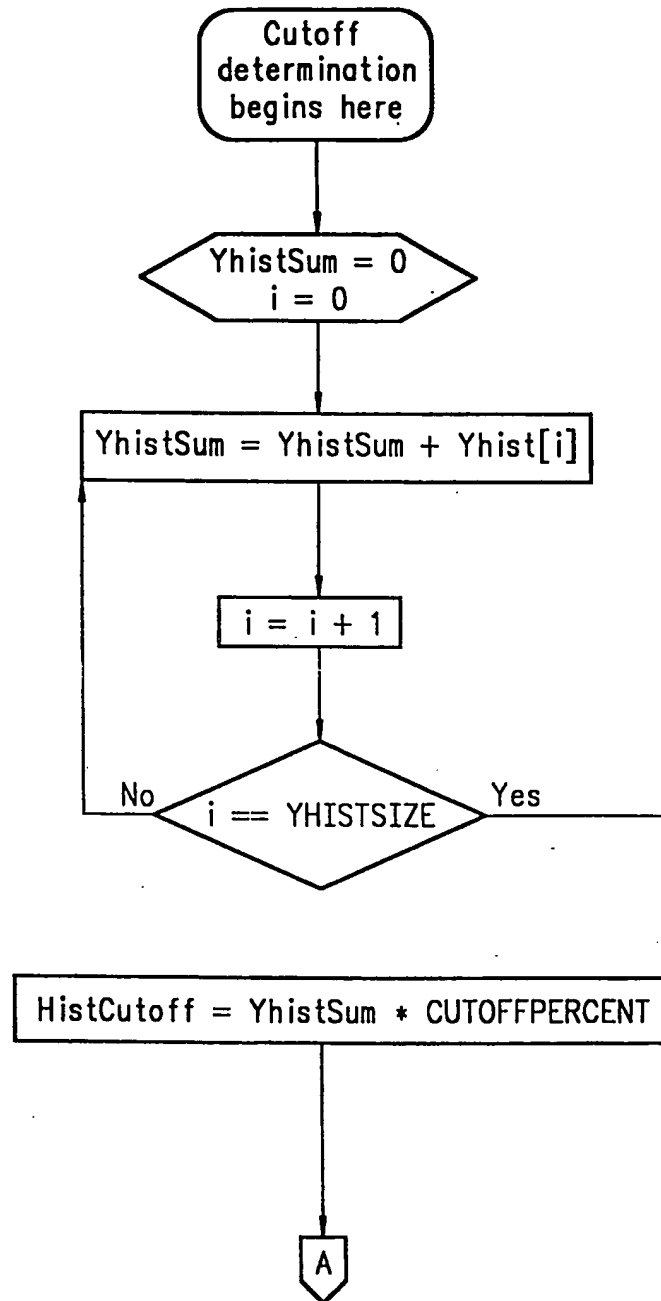 Cutoff
determination
begins here
YhistSum = 0
i = 0
YhistSum = YhistSum + Yhist[i]
i = i + 1
No
i == YHISTSIZE
Yes
HistCutoff = YhistSum * CUTOFFPERCENT
A